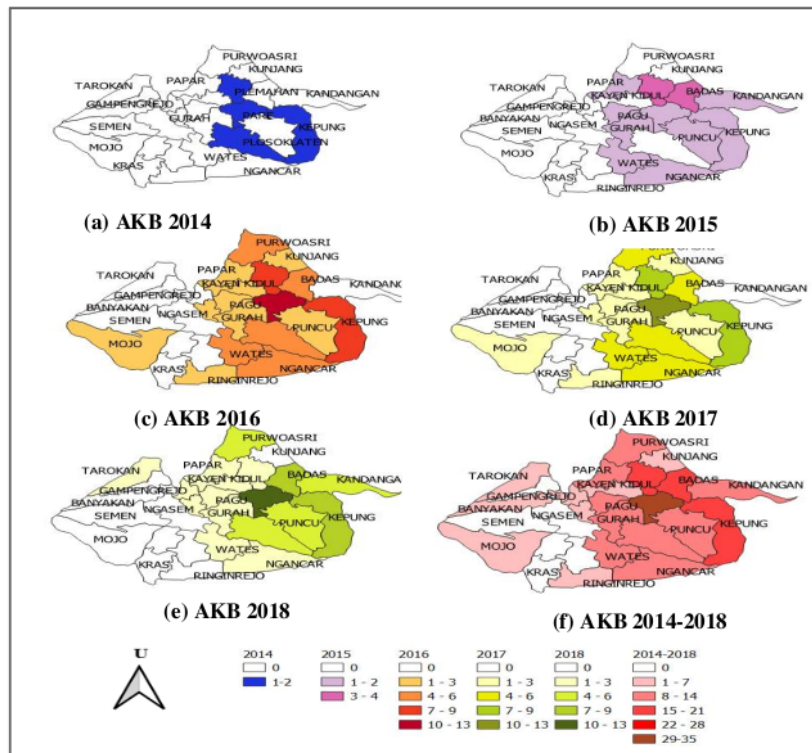 PURWOASRI
KUNJANG
PAPAR
TAROKAN
PLEMAHAN
KANDANGAN
GAMPENGREJO
GURAH
PARE
SEMEN
KEPUNG
MOJO
PLOSOKLATEN
KRAS
WATES
NGANCAR
(a) AKB 2014
PURWOASRI
KUNJANG
PAPAR
TAROKAN
KAYEN KIDUL
BADAS
KANDANGAN
GAMPENGREJO
PAGU
BANYAKAN
NGASEM
GURAH
SEMEN
PUNCU
KEPUNG
MOJO
WATES
KRAS
NGANCAR
RINGINREJO
(b) AKB 2015
PURWOASRI
KUNJANG
PAPAR
TAROKAN
KAYEN KIDUL
BADAS
KANDANGAN
GAMPENGREJO
PAGU
BANYAKAN
NGASEM
GURAH
SEMEN
PUNCU
KEPUNG
MOJO
WATES
KRAS
NGANCAR
RINGINREJO
(c) AKB 2016
PURWOASRI
KUNJANG
PAPAR
TAROKAN
KAYEN KIDUL
BADAS
KANDANGAN
GAMPENGREJO
PAGU
BANYAKAN
NGASEM
GURAH
SEMEN
PUNCU
KEPUNG
MOJO
WATES
KRAS
NGANCAR
RINGINREJO
(d) AKB 2017
PURWOASRI
KUNJANG
PAPAR
TAROKAN
KAYEN KIDUL
BADAS
KANDANGA
GAMPENGREJO
PAGU
BANYAKAN
NGASEM
GURAH
SEMEN
PUNCU
KEPUNG
MOJO
WATES
KRAS
NGANCAR
RINGINREJO
(e) AKB 2018
PURWOASRI
KUNJANG
PAPAR
TAROKAN
KAYEN KIDUL
BADAS
KANDANGAN
GAMPENGREJO
PAGU
BANYAKAN
NGASEM
GURAH
SEMEN
PUNCU
KEPUNG
MOJO
WATES
KRAS
NGANCAR
RINGINREJO
(f) AKB 2014-2018
U
2014
0
1-2
2015
0
1 - 2
3 - 4
2016
0
1 - 3
4 - 6
7 - 9
10 - 13
2017
0
1 - 3
4 - 6
7 - 9
10 - 13
2018
0
1 - 3
4 - 6
7 - 9
10 - 13
2014-2018
0
1 - 7
8 - 14
15 - 21
22 - 28
29-35